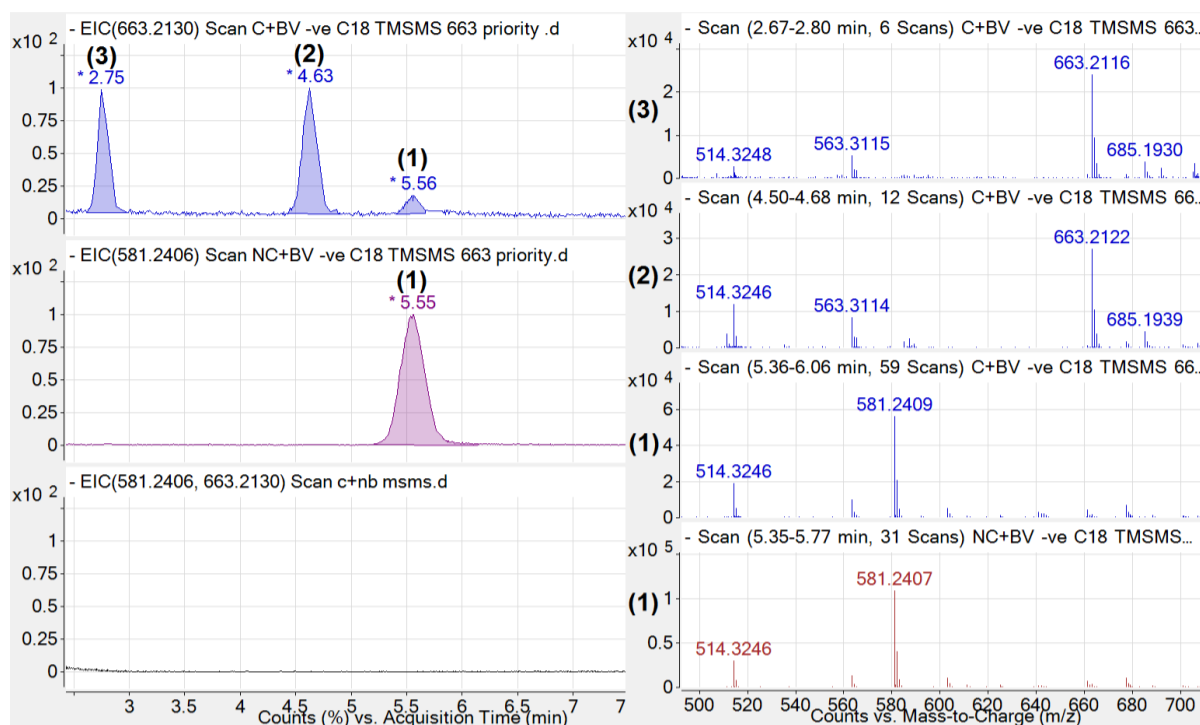 - EIC(663.2130) Scan C+BV -ve C18 TMSMS 663 priority .d
x10 2
(3)
* 2.75
(2)
* 4.63
(1)
* 5.56
1
0.75
0.5
0.25
0
- EIC(581.2406) Scan NC+BV -ve C18 TMSMS 663 priority.d
x10 2
(1)
* 5.55
1
0.75
0.5
0.25
0
- EIC(581.2406, 663.2130) Scan c+nb msms.d
x10 2
1
0.75
0.5
0.25
0
3 3.5 4 4.5 5 5.5 6 6.5 7 7
Counts (%) vs. Acquisition Time (min)
- Scan (2.67-2.80 min, 6 Scans) C+BV -ve C18 TMSMS 663...
x10 4
(3)
663.2116
563.3115
514.3248
685.1930
2
1
0
- Scan (4.50-4.68 min, 12 Scans) C+BV -ve C18 TMSMS 66...
x10 4
(2)
663.2122
514.3246
563.3114
685.1939
3
2
1
0
- Scan (5.36-6.06 min, 59 Scans) C+BV -ve C18 TMSMS 66...
x10 4
(1)
581.2409
514.3246
6
4
2
0
- Scan (5.35-5.77 min, 31 Scans) NC+BV -ve C18 TMSMS...
x10 5
(1)
581.2407
514.3246
1
0.5
0
500 520 540 560 580 600 620 640 660 680 700
Counts vs. Mass-to-Charge (m/z)